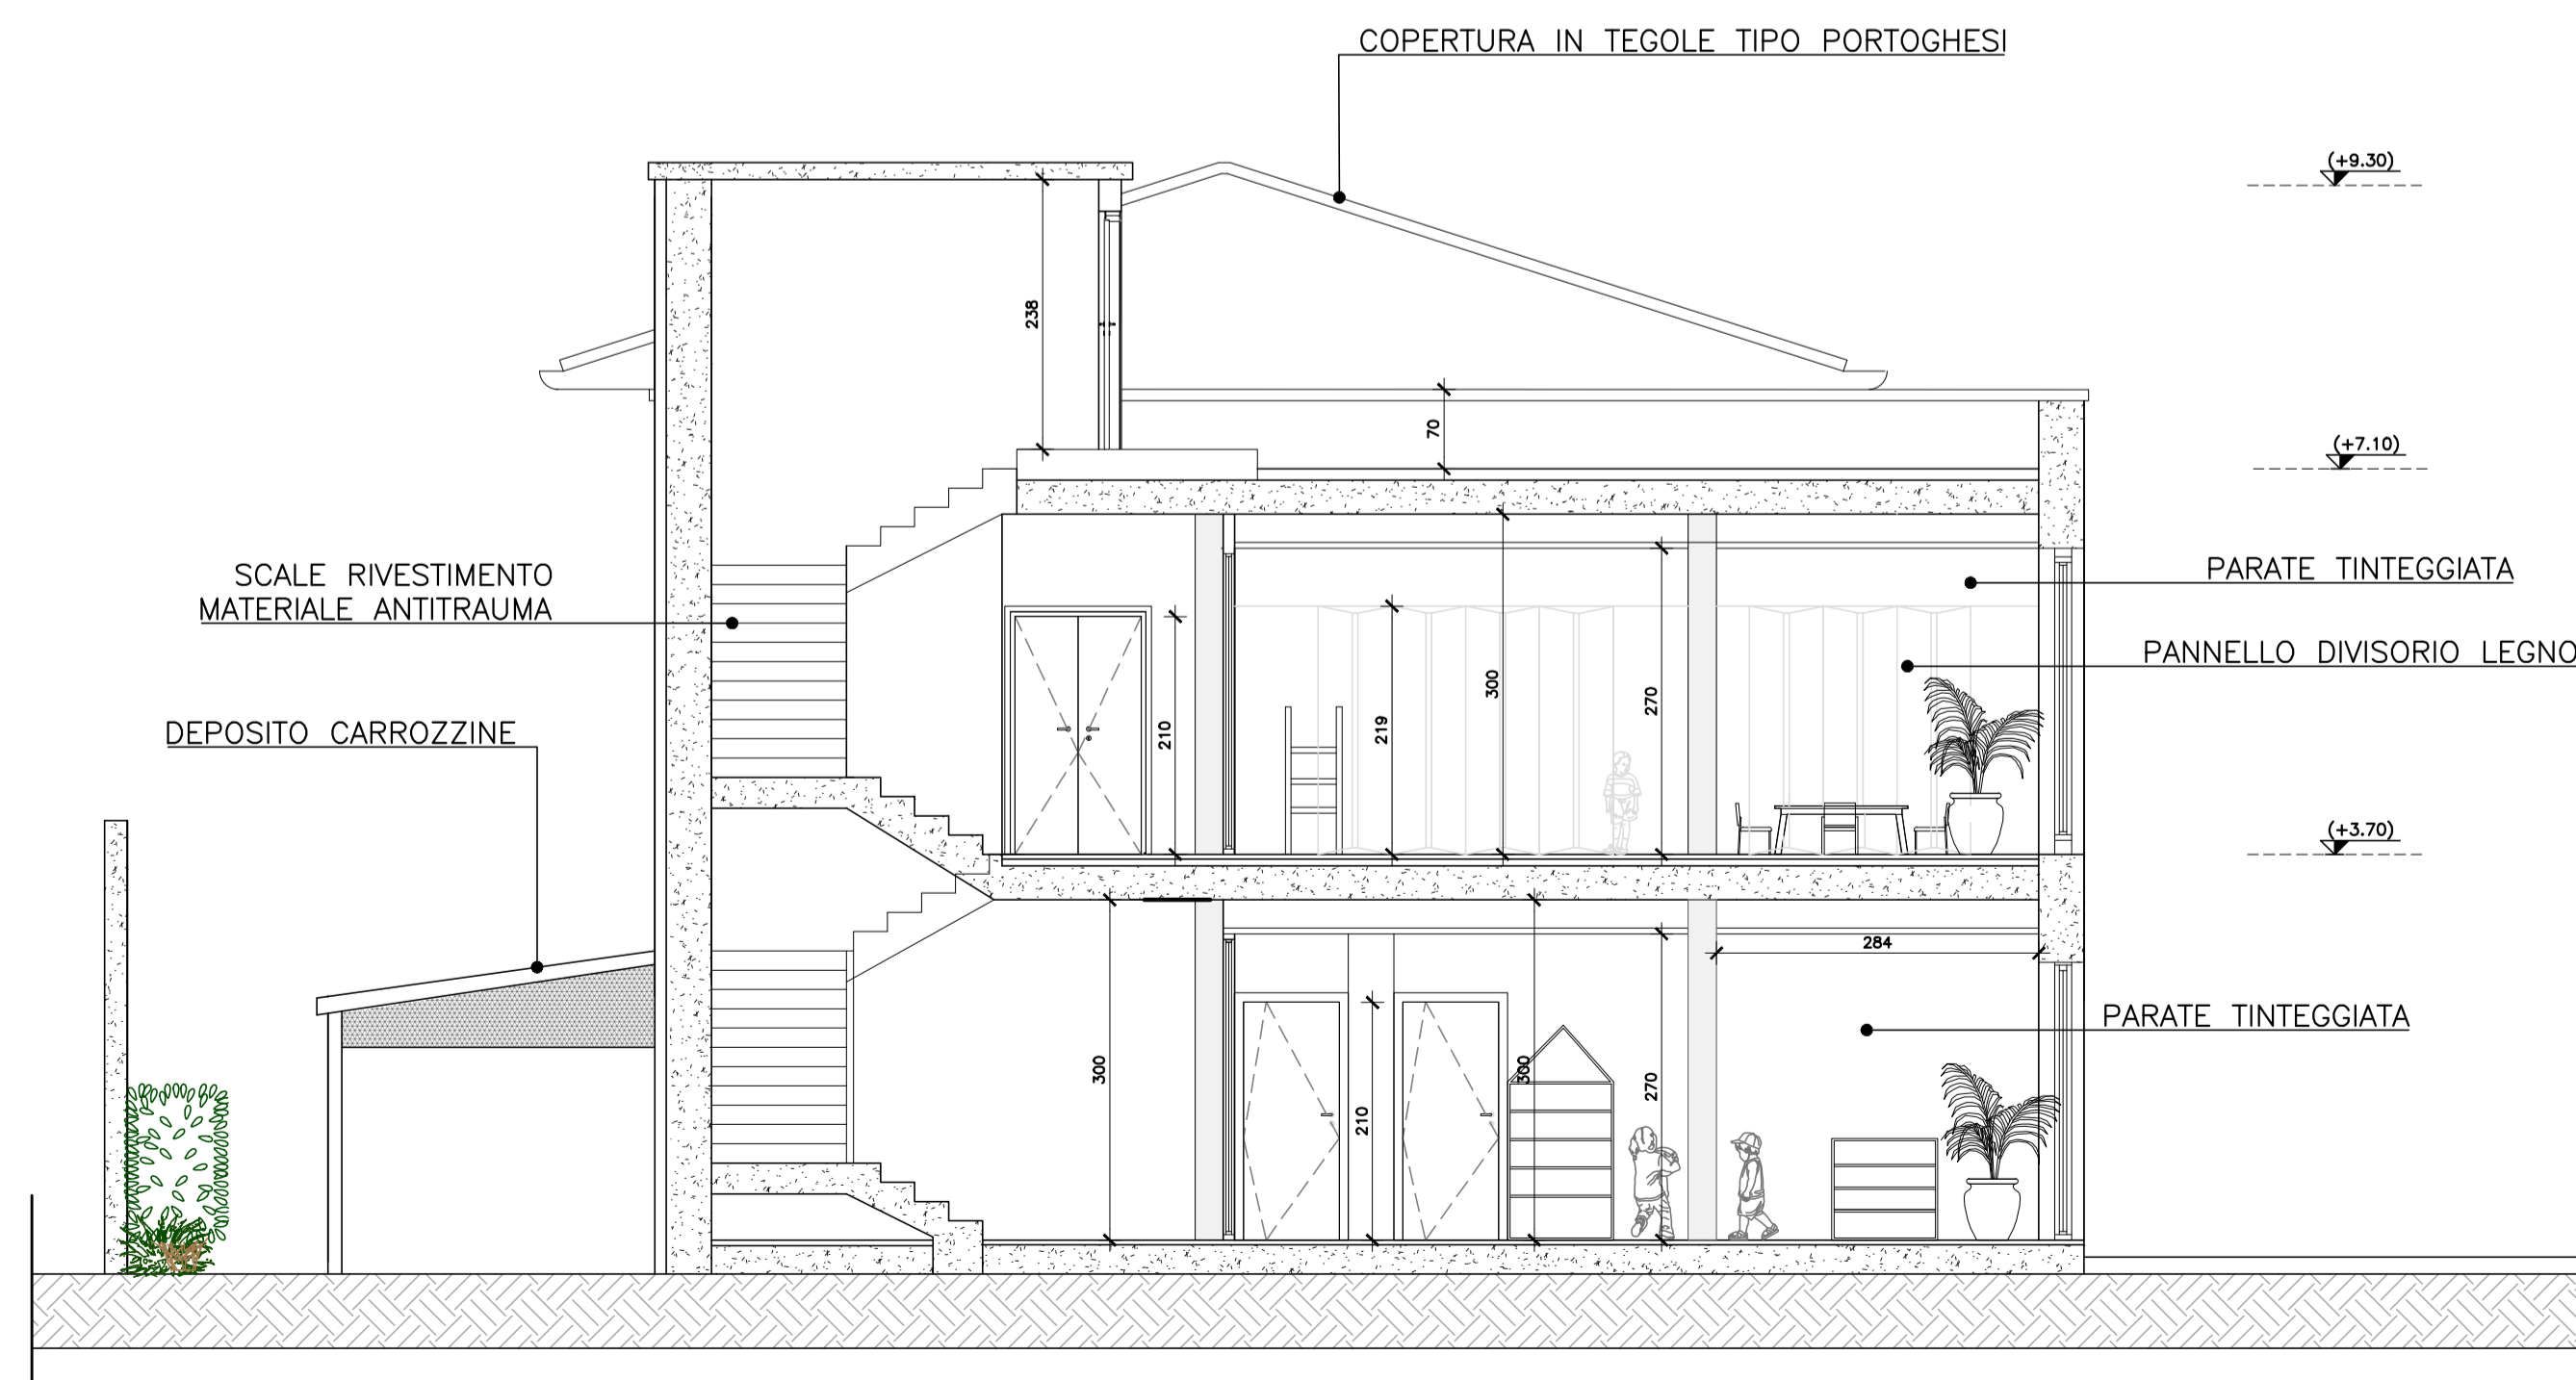 COPERTURA IN TEGOLE TIPO PORTOGHESI
(+9.30)
238
70
(+7.10)
SCALE RIVESTIMENTO
MATERIALE ANTITRAUMA
PARATE TINTEGGIATA
PANNELLO DIVISORIO LEGNO
210
219
300
270
DEPOSITO CARROZZINE
(+3.70)
284
PARATE TINTEGGIATA
300
210
300
270